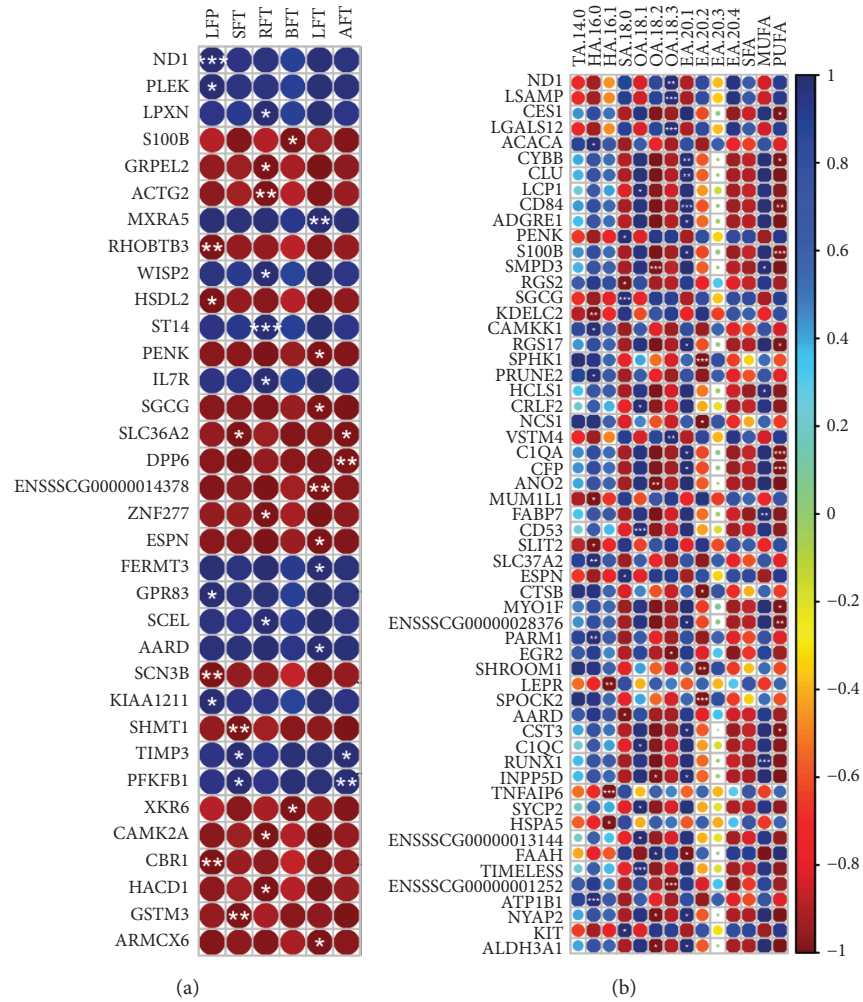 LFP SFT RFT BFT LFT AFT
ND1 ***
PLEK *
LPXN *
S100B *
GRPEL2 *
ACTG2 **
MXRA5 **
RHOBTB3 **
WISP2 *
HSDL2 *
ST14 ***
PENK *
IL7R *
SGCG *
SLC36A2 * *
DPP6 **
ENSSSCG00000014378 **
ZNF277 *
ESPN *
FERMT3 *
GPR83 *
SCEL *
AARD *
SCN3B **
KIAA1211 *
SHMT1 **
TIMP3 * *
PFKFB1 * **
XKR6 *
CAMK2A *
CBR1 **
HACD1 *
GSTM3 **
ARMCX6 *
(a)
TA.14.0 HA.16.0 HA.16.1 SA.18.0 OA.18.1 OA.18.2 OA.18.3 EA.20.1 EA.20.2 EA.20.3 EA.20.4 SFA MUFA PUFA
ND1 **
LSAMP ***
CES1 *
LGALS12 ***
ACACA *
CYBB ** *
CLU **
LCP1 *
CD84 *** **
ADGRE1 *
PENK *
S100B * ***
SMPD3 *** *
RGS2 *
SGCG ***
KDELC2 **
CAMKK1 *
RGS17 * *
SPHK1 ***
PRUNE2 *
HCLS1 *
CRLF2 *
NCS1 *
VSTM4 **
C1QA * ***
CFP * ***
ANO2 **
MUM1L1 *
FABP7 **
CD53 ***
SLIT2 *
SLC37A2 **
ESPN *
CTSB *
MYO1F *
ENSSSCG00000028376 * **
PARM1 **
EGR2 *
SHROOM1 **
LEPR **
SPOCK2 ***
AARD *
CST3 * *
C1QC *
RUNX1 ***
INPP5D * *
TNFAIP6 ***
SYCP2 *
HSPA5 *
ENSSSCG00000013144 *
FAAH * *
TIMELESS ***
ENSSSCG00000001252 ***
ATP1B1 ***
NYAP2 * *
KIT *
ALDH3A1 * *
1
0.8
0.6
0.4
0.2
0
−0.2
−0.4
−0.6
−0.8
−1
(b)